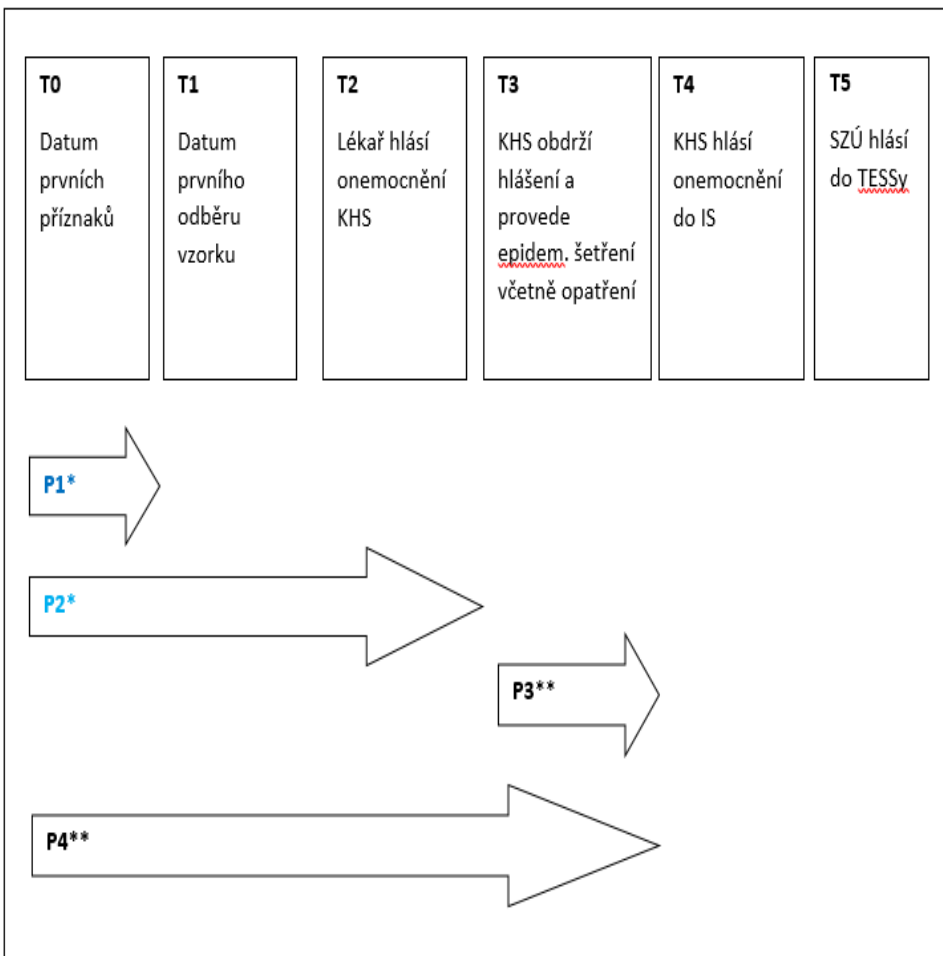 T0
Datum
prvních
příznaků
T1
Datum
prvního
odběru
vzorku
T2
Lékař hlásí
onemocnění
KHS
T3
KHS obdrží
hlášení a
provede
epidem. šetření
včetně opatření
T4
KHS hlásí
onemocnění
do IS
T5
SZÚ hlásí
do TESSy
P1*
P2*
P3**
P4**